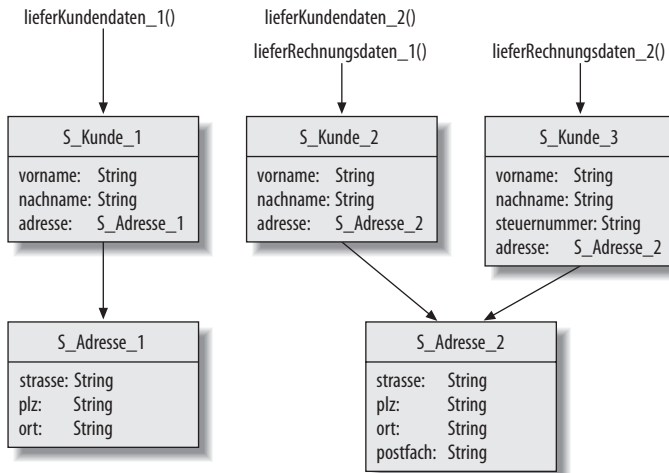 lieferKundendaten_1()
lieferKundendaten_2()
lieferRechnungsdaten_1()
lieferRechnungsdaten_2()
S_Kunde_1
vorname: String
nachname: String
adresse: S_Adresse_1
S_Kunde_2
vorname: String
nachname: String
adresse: S_Adresse_2
S_Kunde_3
vorname: String
nachname: String
steuernummer: String
adresse: S_Adresse_2
S_Adresse_1
strasse: String
plz: String
ort: String
S_Adresse_2
strasse: String
plz: String
ort: String
postfach: String